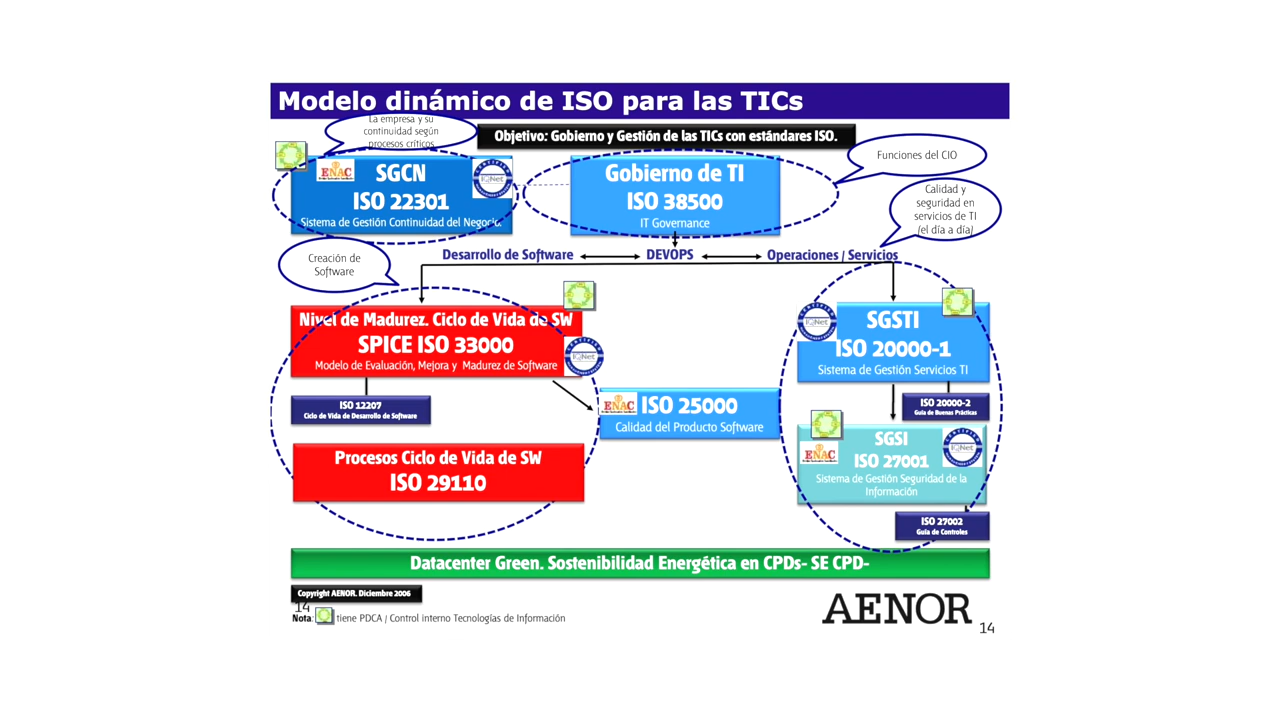 Modelo dinámico de ISO para las TICs
La empresa y su
continuidad según
procesos críticos
Objetivo: Gobierno y Gestión de las TICs con estándares ISO.
Funciones del CIO
ENAC
SGCN
ISO 22301
Sistema de Gestión Continuidad del Negocio.
IQNet
Gobierno de TI
ISO 38500
IT Governance
Calidad y
seguridad en
servicios de TI
(el día a día)
Creación de
Software
Desarrollo de Software
DEVOPS
Operaciones / Servicios
Nivel de Madurez. Ciclo de Vida de SW
SPICE ISO 33000
Modelo de Evaluación, Mejora y Madurez de Software
IQNet
IQNet
SGSTI
ISO 20000-1
Sistema de Gestión Servicios TI
ISO 12207
Ciclo de Vida de Desarrollo de Software
ENAC
ISO 25000
Calidad del Producto Software
ISO 20000-2
Guía de Buenas Prácticas
Procesos Ciclo de Vida de SW
ISO 29110
ENAC
SGSI
ISO 27001
Sistema de Gestión Seguridad de la
Información
IQNet
ISO 27002
Guía de Controles
Datacenter Green. Sostenibilidad Energética en CPDs- SE CPD-
Copyright AENOR. Diciembre 2006
14
Nota: tiene PDCA / Control interno Tecnologías de Información
AENOR
14